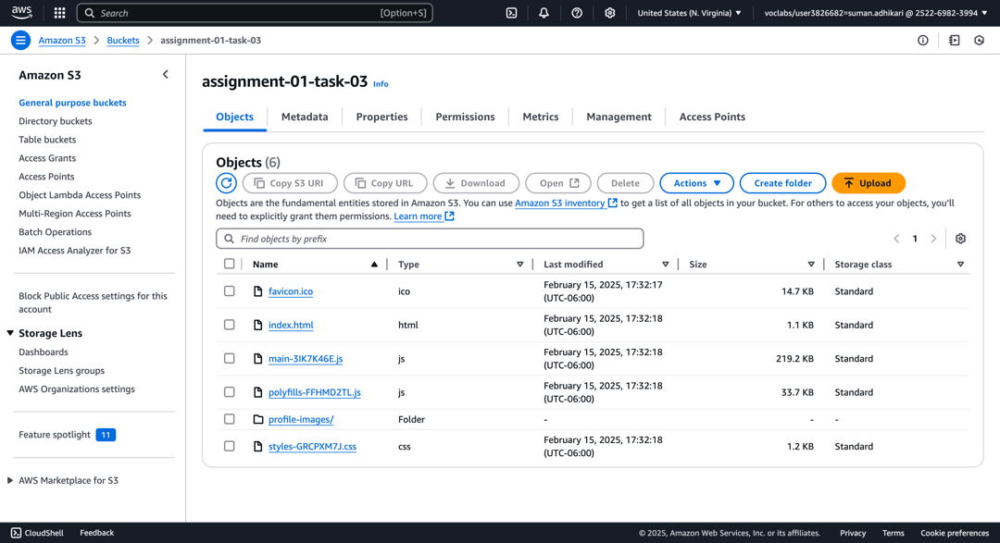 aws
Search [Option+S]
United States (N. Virginia) ▼
voclabs/user3826682=suman.adhikari @ 2522-6982-3994 ▼
Amazon S3 > Buckets > assignment-01-task-03
Amazon S3
General purpose buckets
Directory buckets
Table buckets
Access Grants
Access Points
Object Lambda Access Points
Multi-Region Access Points
Batch Operations
IAM Access Analyzer for S3
Block Public Access settings for this
account
Storage Lens
Dashboards
Storage Lens groups
AWS Organizations settings
Feature spotlight 11
AWS Marketplace for S3
assignment-01-task-03 Info
Objects Metadata Properties Permissions Metrics Management Access Points
Objects (6)
Copy S3 URI Copy URL Download Open Delete Actions ▼ Create folder Upload
Objects are the fundamental entities stored in Amazon S3. You can use Amazon S3 inventory to get a list of all objects in your bucket. For others to access your objects, you'll
need to explicitly grant them permissions. Learn more
Find objects by prefix
1
Name Type Last modified Size Storage class
favicon.ico ico February 15, 2025, 17:32:17 14.7 KB Standard
(UTC-06:00)
index.html html February 15, 2025, 17:32:18 1.1 KB Standard
(UTC-06:00)
main-3IK7K46E.js js February 15, 2025, 17:32:18 219.2 KB Standard
(UTC-06:00)
polyfills-FFHMD2TL.js js February 15, 2025, 17:32:18 33.7 KB Standard
(UTC-06:00)
profile-images/ Folder - - -
styles-GRCPXM7J.css css February 15, 2025, 17:32:18 1.2 KB Standard
(UTC-06:00)
CloudShell Feedback
© 2025, Amazon Web Services, Inc. or its affiliates. Privacy Terms Cookie preferences